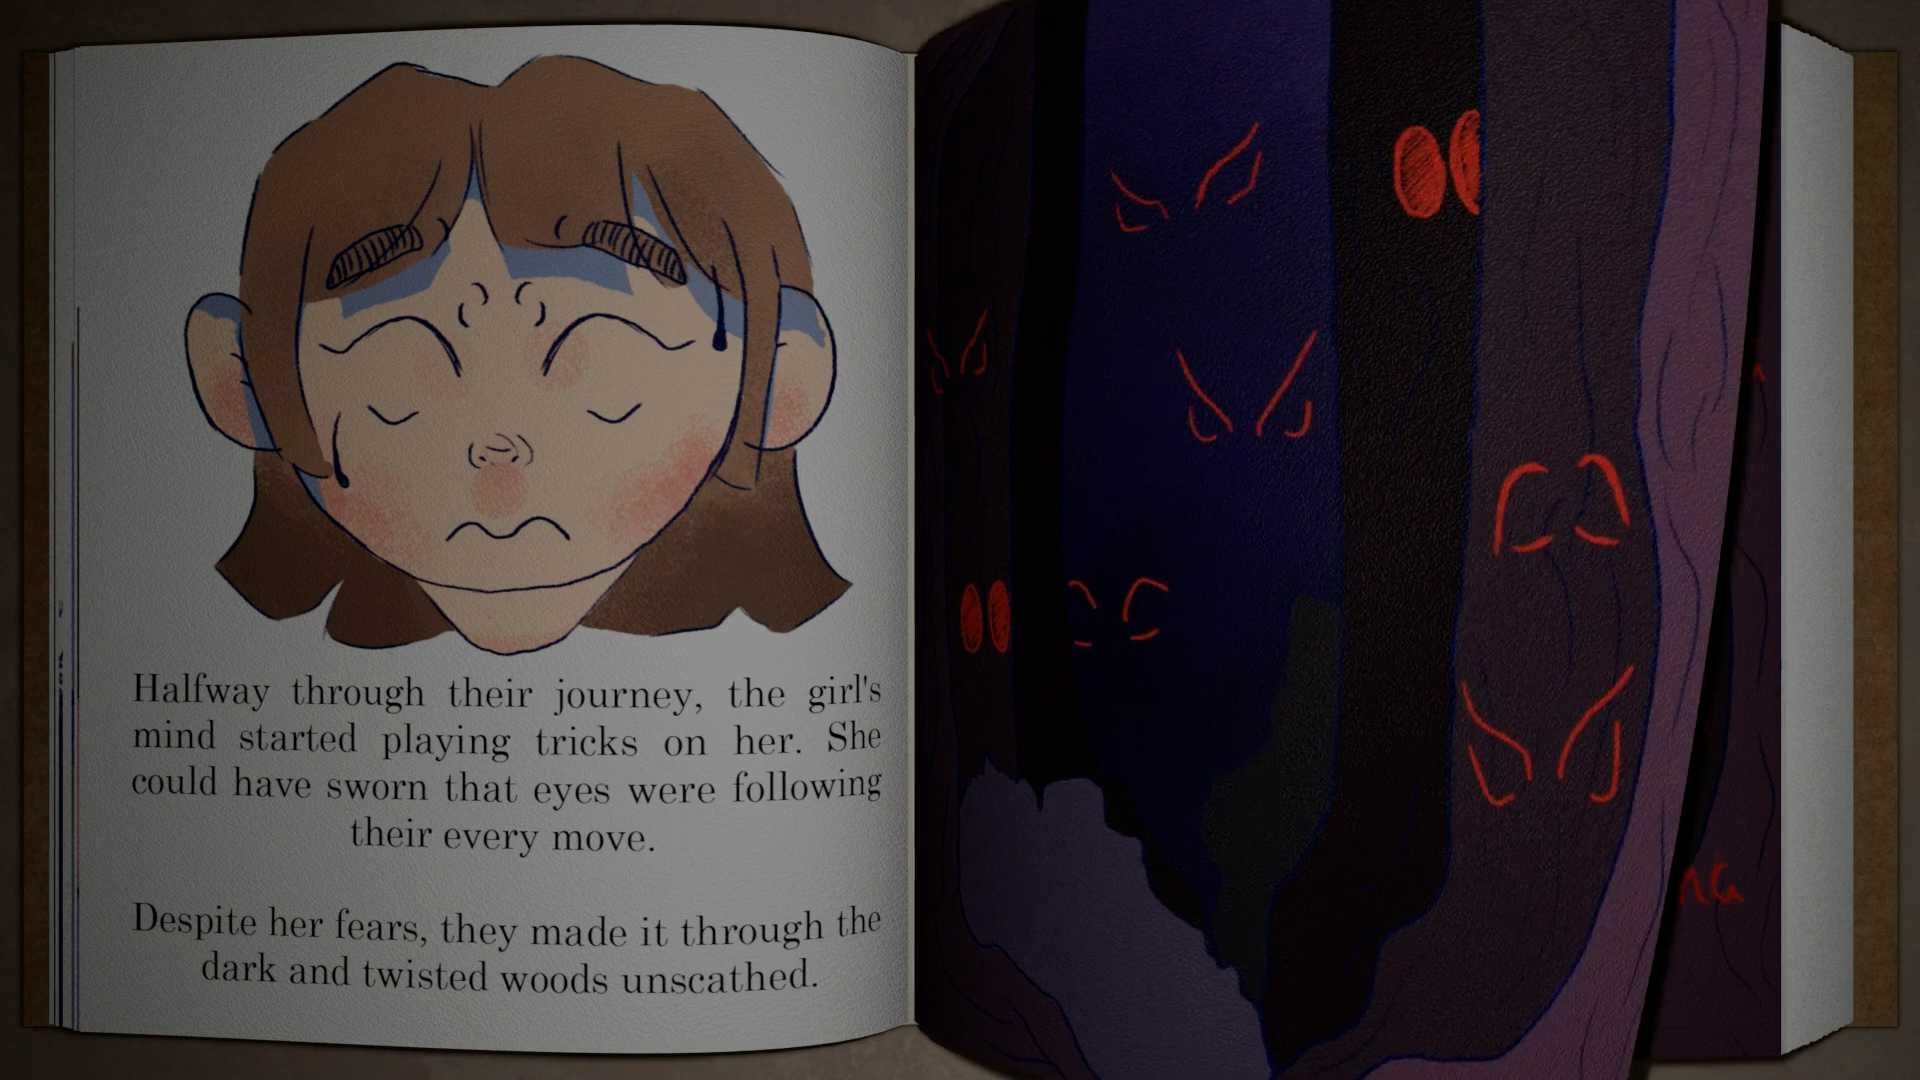 Halfway through their journey, the girl's
mind started playing tricks on her. She
could have sworn that eyes were following
their every move.
Despite her fears, they made it through the
dark and twisted woods unscathed.